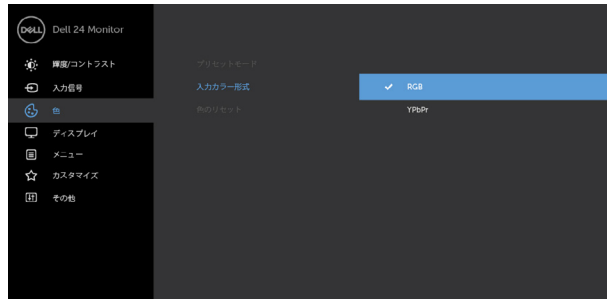 DELL Dell 24 Monitor
輝度/コントラスト
プリセットモード
入力信号
入力カラー形式
RGB
色
色のリセット
YPbPr
ディスプレイ
メニュー
カスタマイズ
その他